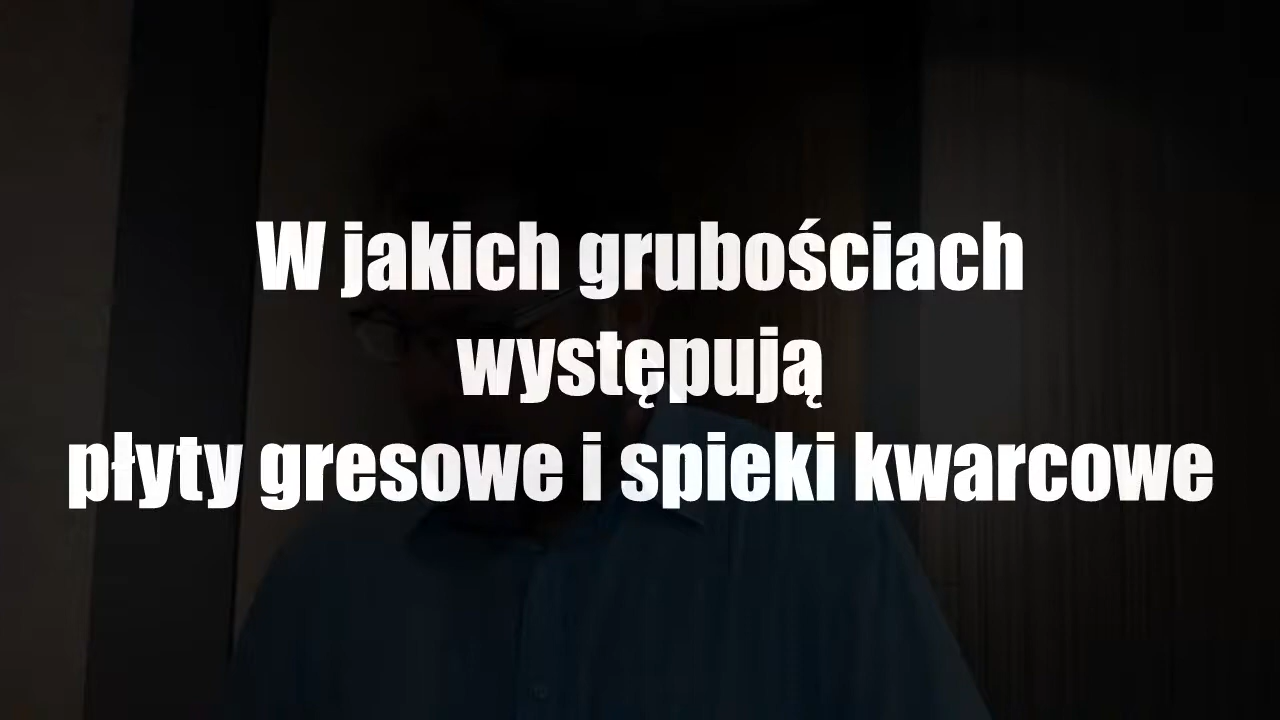 W jakich grubościach
występują
płyty gresowe i spieki kwarcowe